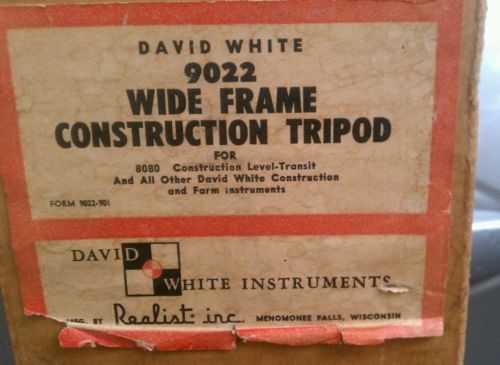 DAVID WHITE
9022
WIDE FRAME
CONSTRUCTION TRIPOD
FOR
8080 Construction Level-Transit
And All Other David White Construction
and Farm Instruments
FORM 9022-901
DAVID
WHITE INSTRUMENTS
MFG. BY Realist inc. MENOMONEE FALLS, WISCONSIN